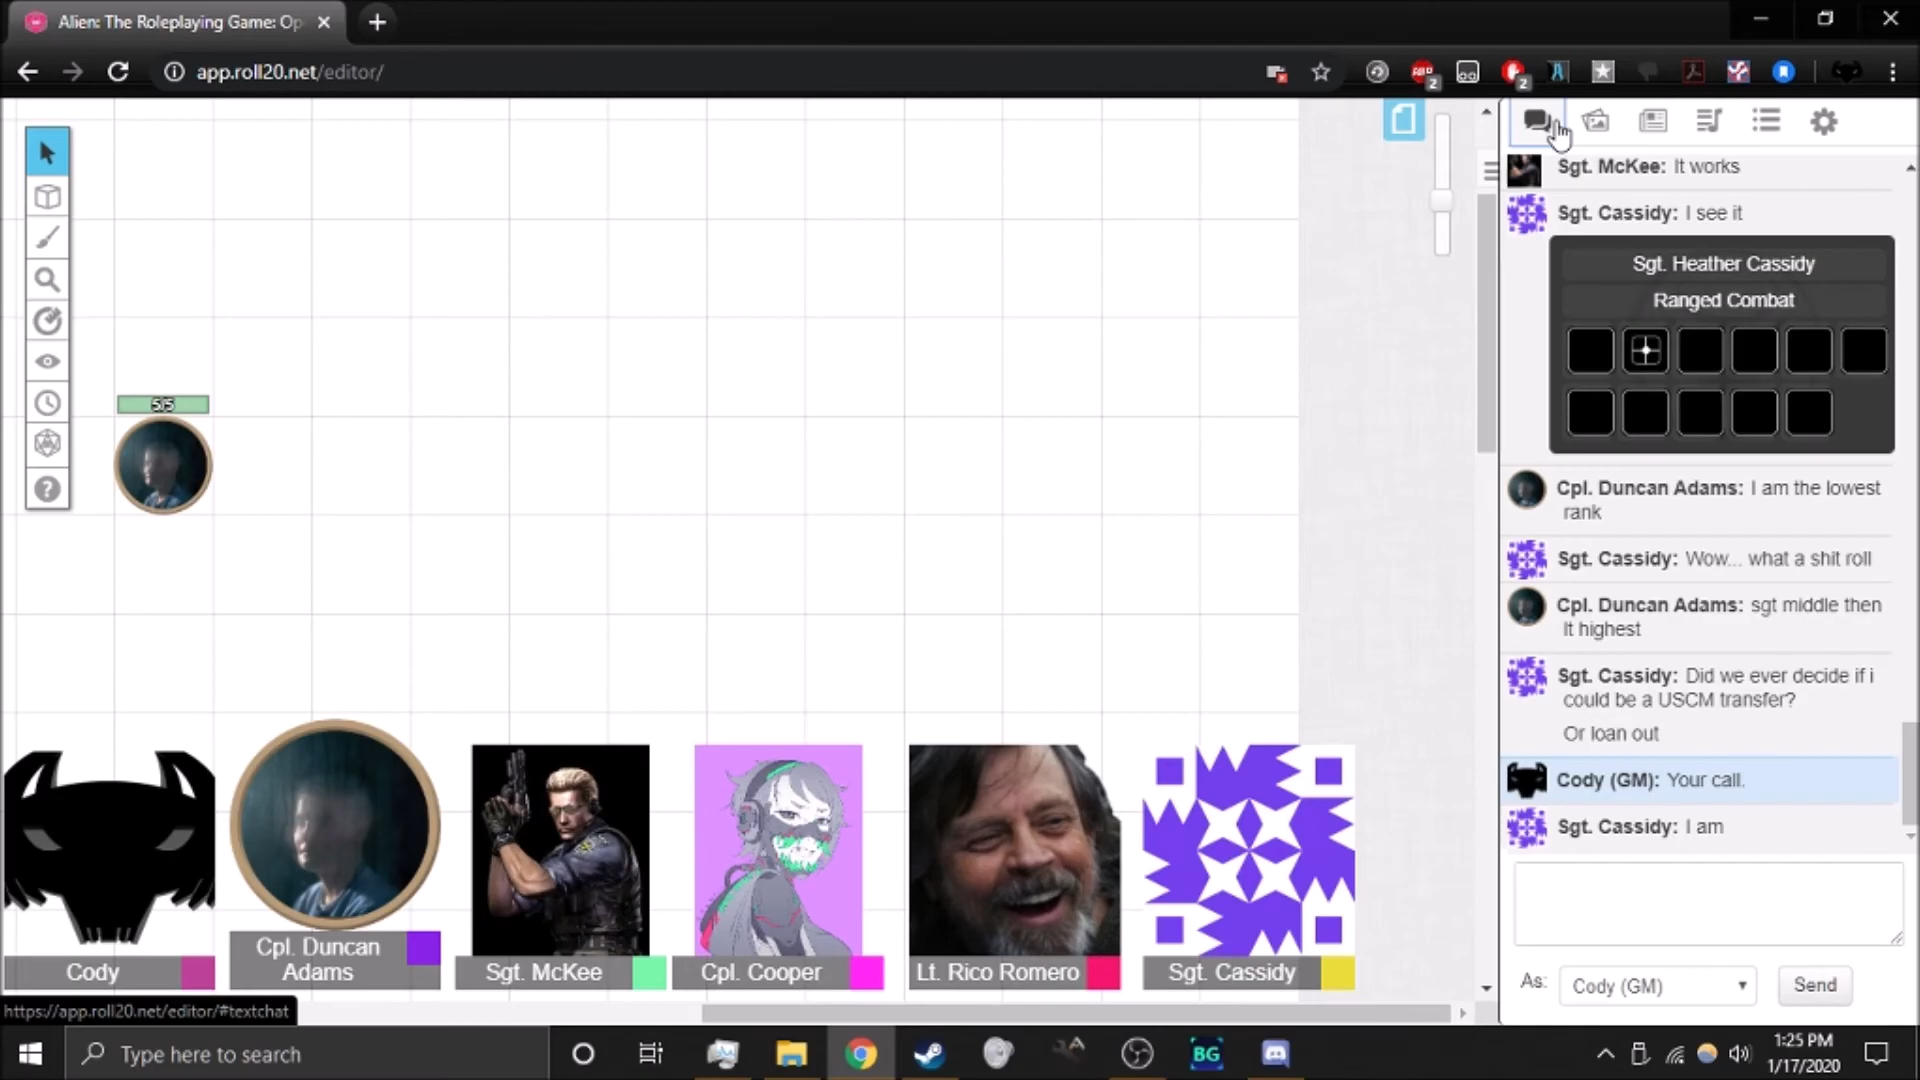 Alien: The Roleplaying Game: Op
app.roll20.net/editor/
ABP
2
2
5/5
Sgt. McKee: It works
Sgt. Cassidy: I see it
Sgt. Heather Cassidy
Ranged Combat
Cpl. Duncan Adams: I am the lowest
rank
Sgt. Cassidy: Wow... what a shit roll
Cpl. Duncan Adams: sgt middle then
lt highest
Sgt. Cassidy: Did we ever decide if i
could be a USCM transfer?
Or loan out
Cody (GM): Your call.
Sgt. Cassidy: I am
As:
Cody (GM)
Send
Cody
Cpl. Duncan
Adams
Sgt. McKee
Cpl. Cooper
Lt. Rico Romero
Sgt. Cassidy
https://app.roll20.net/editor/#textchat
Type here to search
BG
1:25 PM
1/17/2020